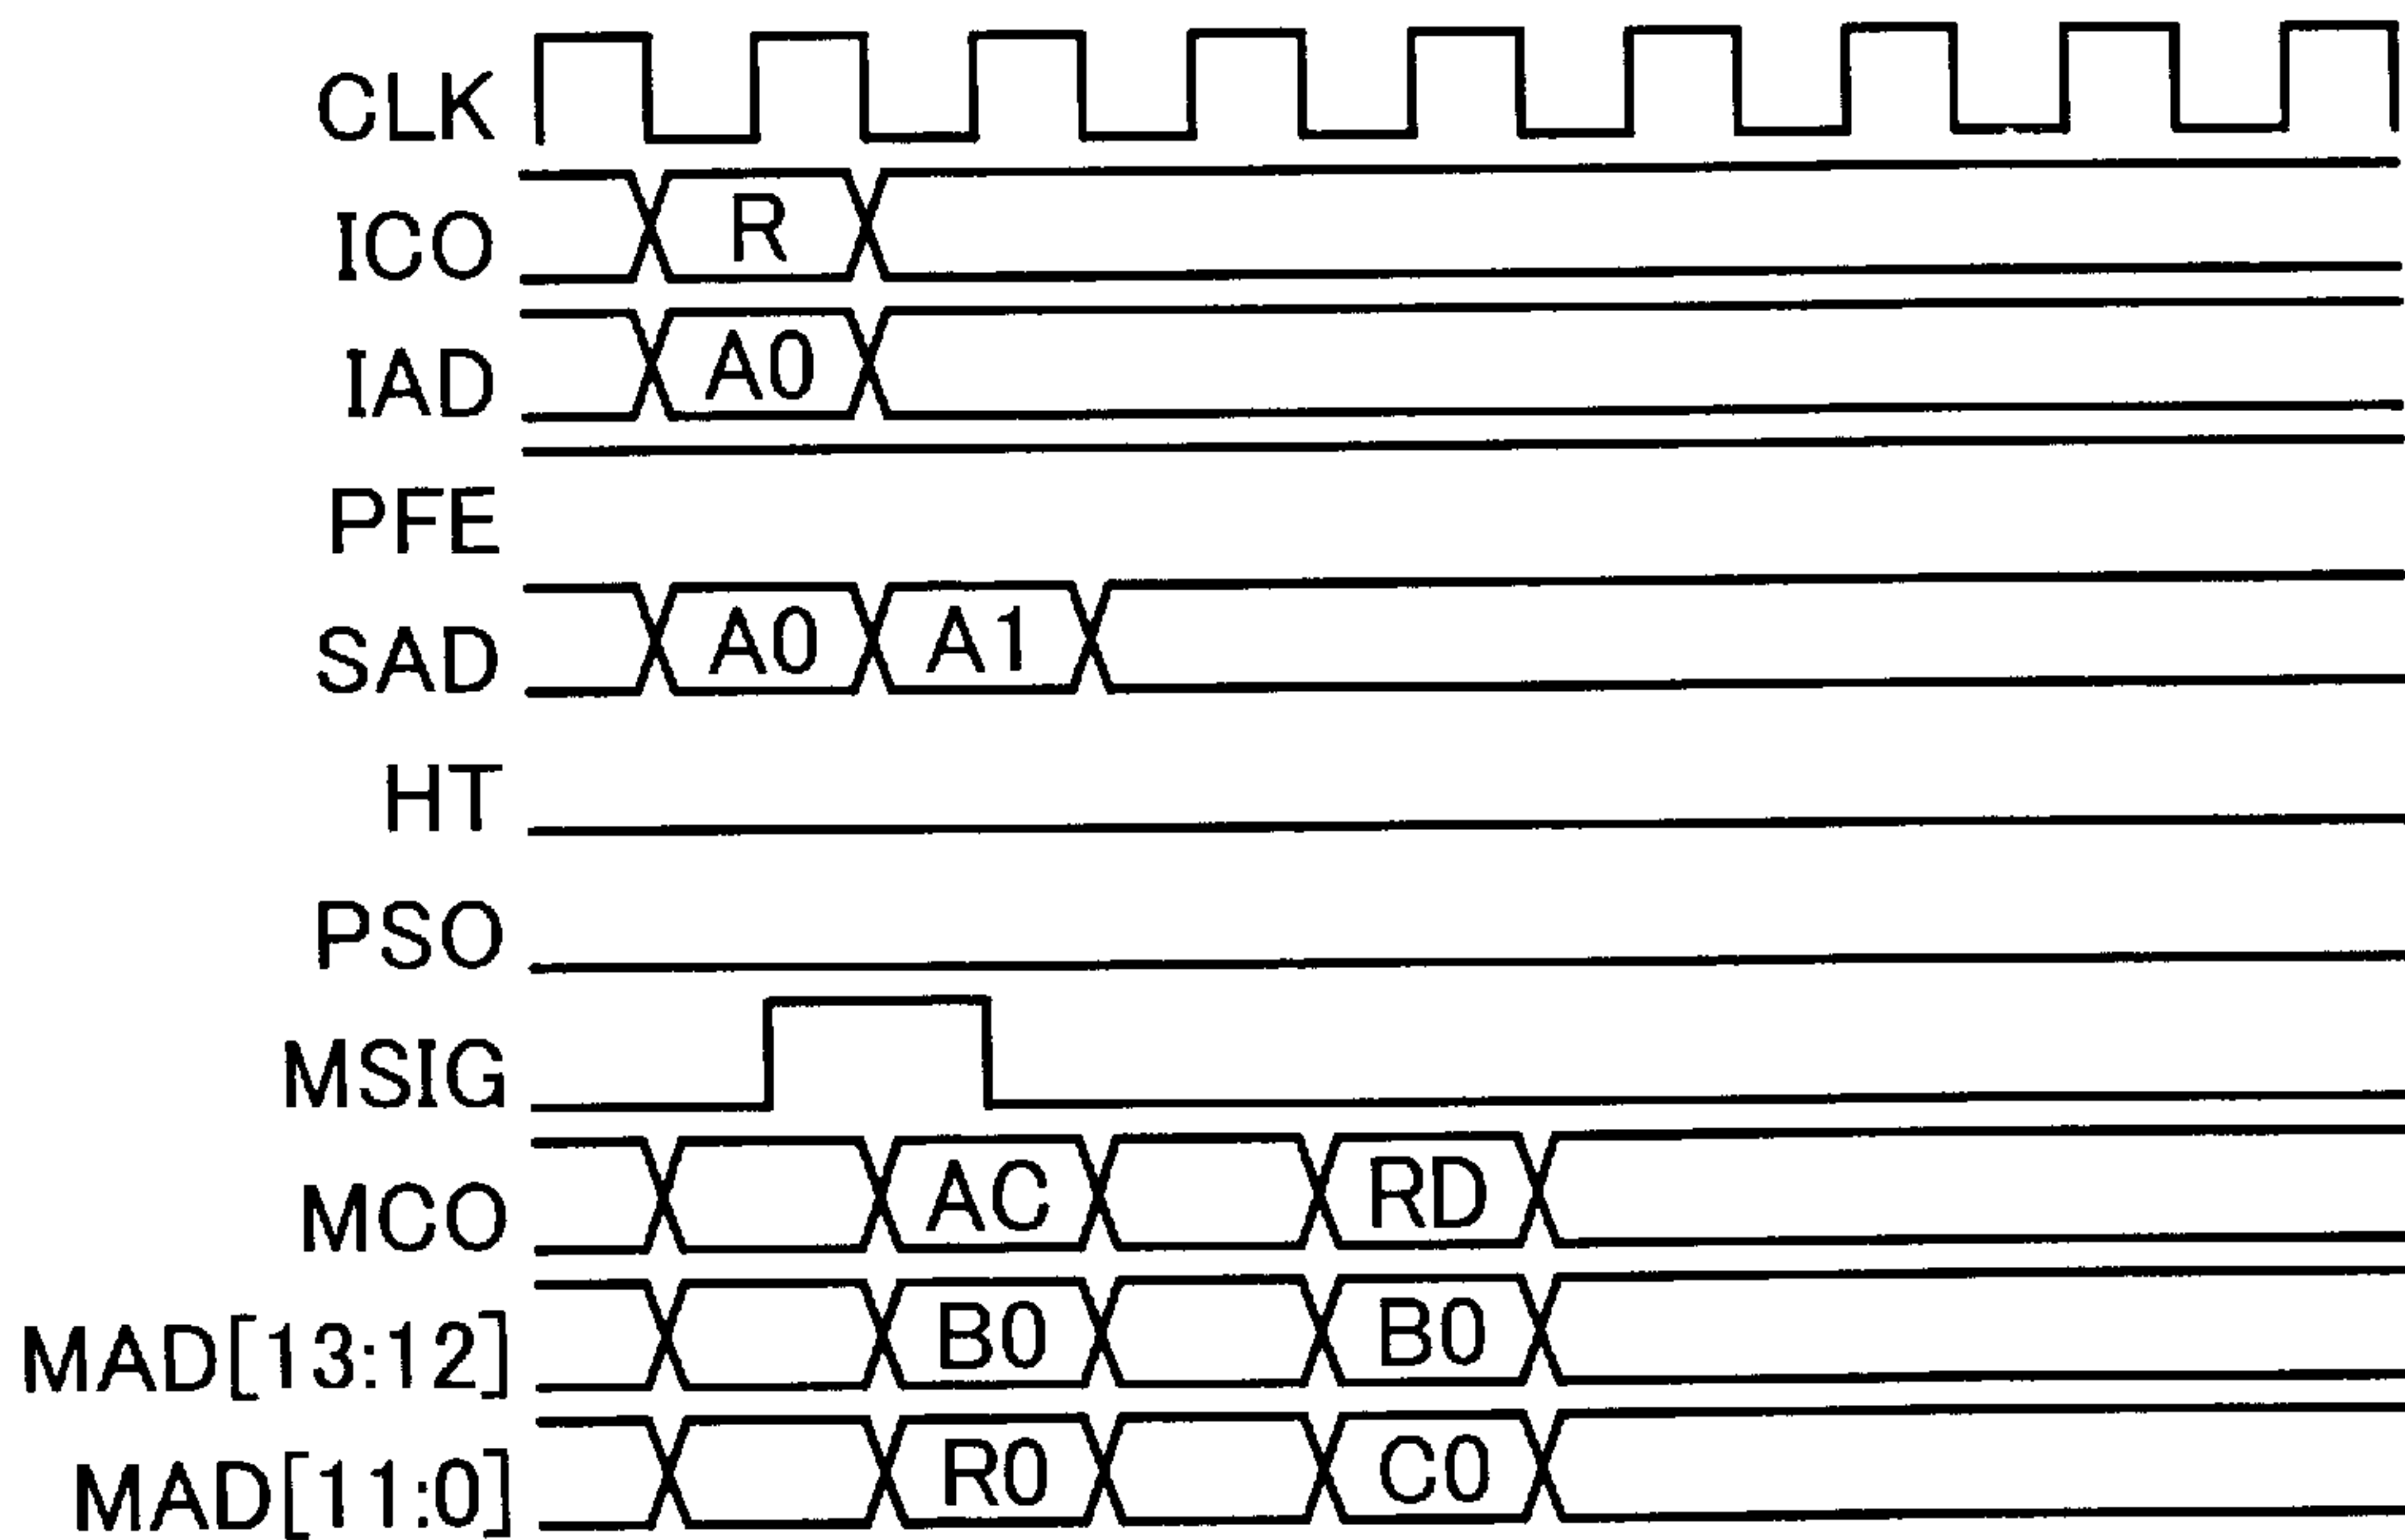 CLK
ICO R
IAD A0
PFE
SAD A0 A1
HT
PSO
MSIG
MCO AC RD
MAD[13:12] B0 B0
MAD[11:0] R0 C0